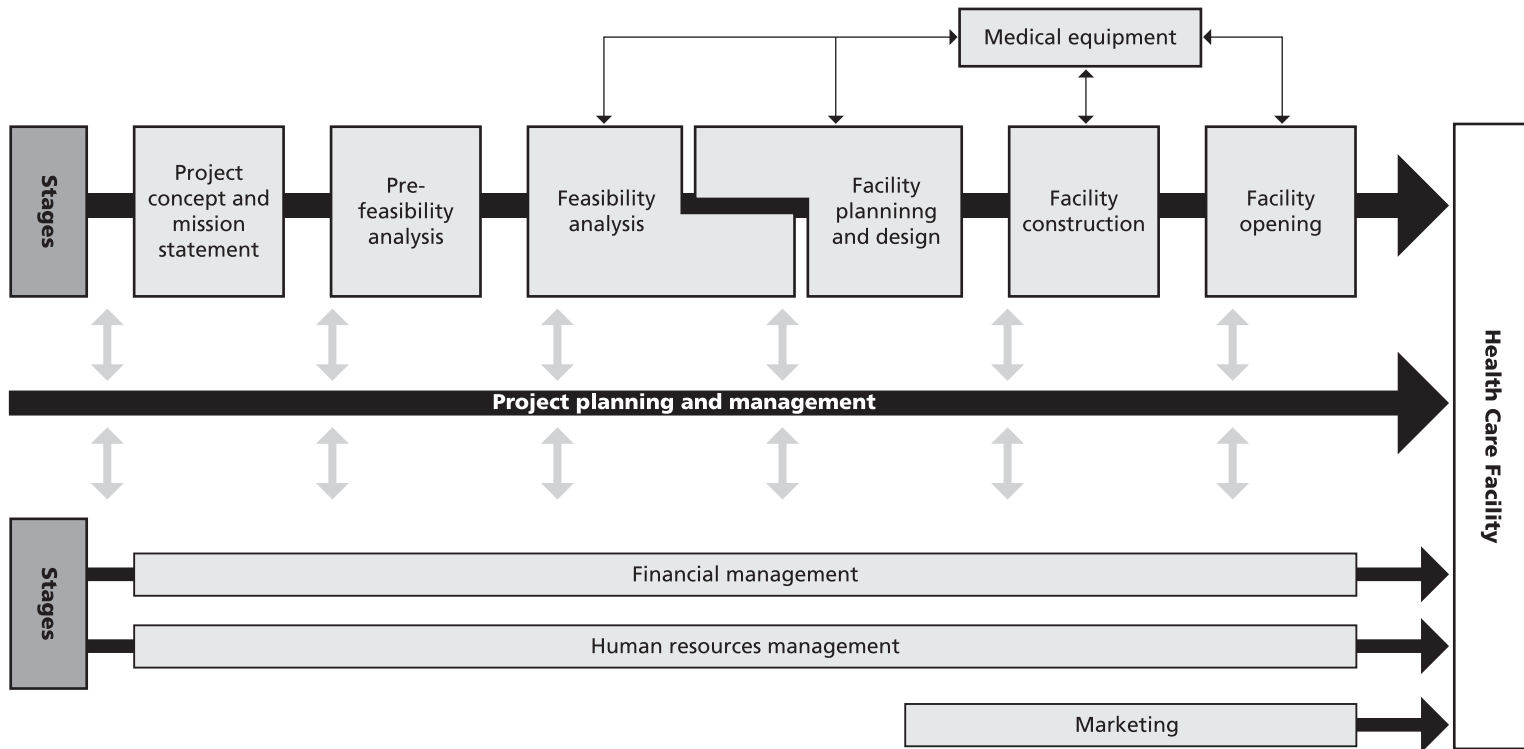 Medical equipment
Stages
Project
concept and
mission
statement
Pre-
feasibility
analysis
Feasibility
analysis
Facility
planninng
and design
Facility
construction
Facility
opening
Project planning and management
Health Care Facility
Stages
Financial management
Human resources management
Marketing